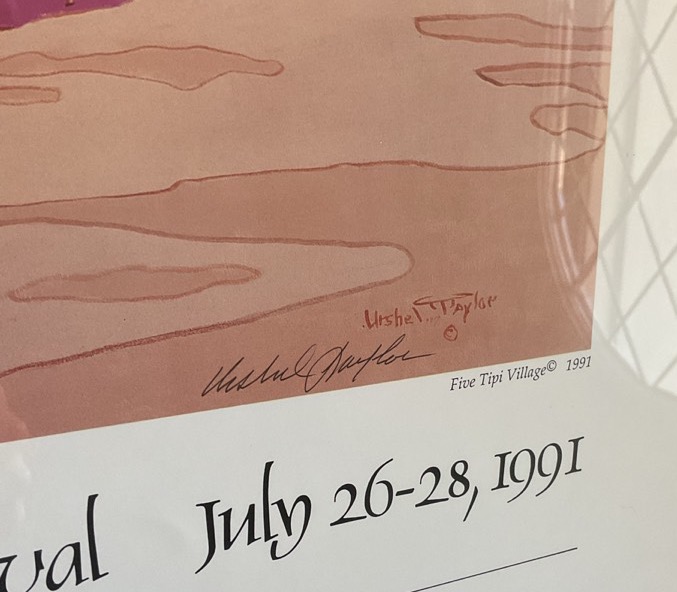 Urshel Taylor
©
Urshel Taylor
Five Tipi Village© 1991
val July 26-28, 1991